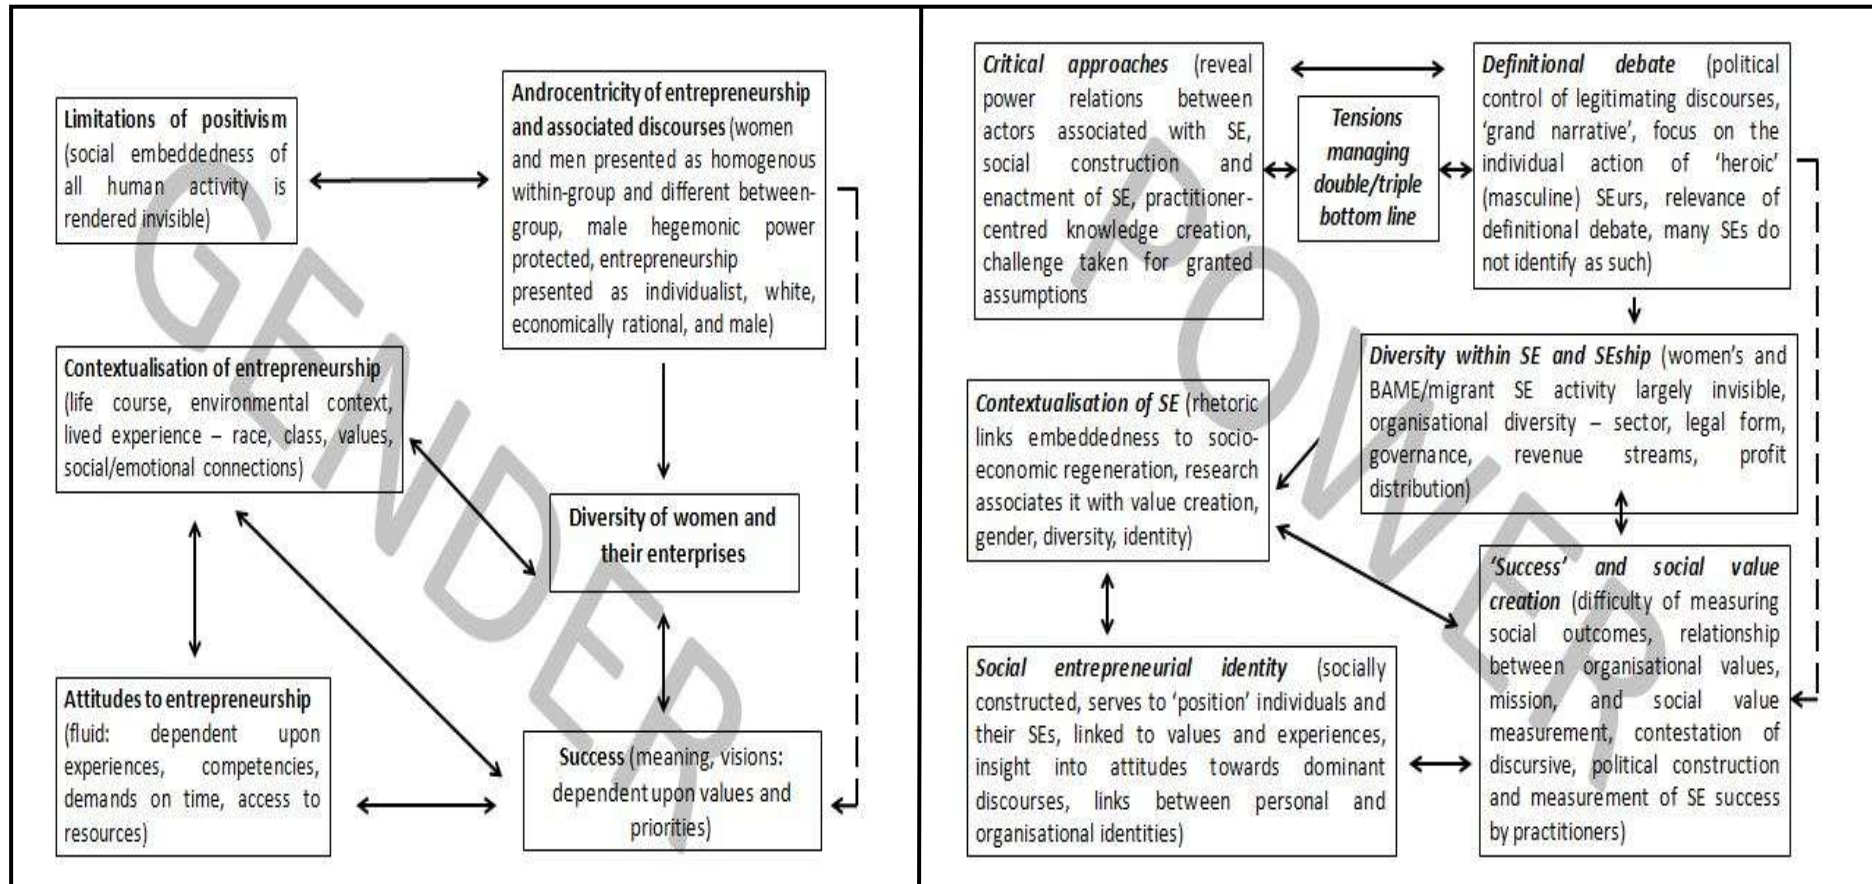 Limitations of positivism
(social embeddedness of
all human activity is
rendered invisible)
Androcentricity of entrepreneurship
and associated discourses (women
and men presented as homogenous
within-group and different between-
group, male hegemonic power
protected, entrepreneurship
presented as individualist, white,
economically rational, and male)
Contextualisation of entrepreneurship
(life course, environmental context,
lived experience – race, class, values,
social/emotional connections)
Diversity of women and
their enterprises
Attitudes to entrepreneurship
(fluid: dependent upon
experiences, competencies,
demands on time, access to
resources)
Success (meaning, visions:
dependent upon values and
priorities)
GENDER
Critical approaches (reveal
power relations between
actors associated with SE,
social construction and
enactment of SE, practitioner-
centred knowledge creation,
challenge taken for granted
assumptions
Tensions
managing
double/triple
bottom line
Definitional debate (political
control of legitimating discourses,
‘grand narrative’, focus on the
individual action of ‘heroic’
(masculine) SEurs, relevance of
definitional debate, many SEs do
not identify as such)
Diversity within SE and SEship (women’s and
BAME/migrant SE activity largely invisible,
organisational diversity – sector, legal form,
governance, revenue streams, profit
distribution)
Contextualisation of SE (rhetoric
links embeddedness to socio-
economic regeneration, research
associates it with value creation,
gender, diversity, identity)
‘Success’ and social value
creation (difficulty of measuring
social outcomes, relationship
between organisational values,
mission, and social value
measurement, contestation of
discursive, political construction
and measurement of SE success
by practitioners)
Social entrepreneurial identity (socially
constructed, serves to ‘position’ individuals and
their SEs, linked to values and experiences,
insight into attitudes towards dominant
discourses, links between personal and
organisational identities)
POWER